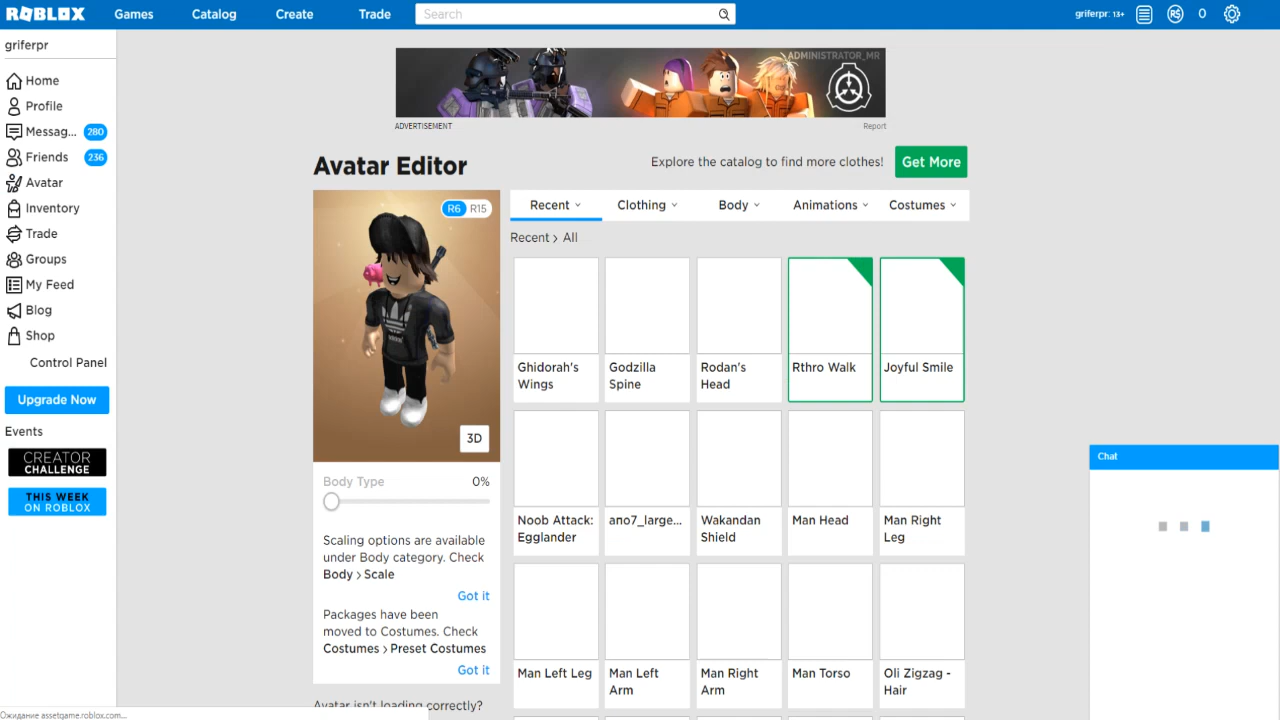 ROBLOX Games Catalog Create Trade Search griferpr: 13+ R$ 0
griferpr
Home
Profile
Messag... 280
Friends 236
Avatar
Inventory
Trade
Groups
My Feed
Blog
Shop
Control Panel
Upgrade Now
Events
CREATOR
CHALLENGE
THIS WEEK
ON ROBLOX
ADMINISTRATOR_MR
ADVERTISEMENT Report
Avatar Editor
Explore the catalog to find more clothes! Get More
R6 R15
3D
Body Type 0%
Scaling options are available
under Body category. Check
Body > Scale
Got it
Packages have been
moved to Costumes. Check
Costumes > Preset Costumes
Got it
Avatar isn't loading correctly?
Recent Clothing Body Animations Costumes
Recent > All
Ghidorah's
Wings
Godzilla
Spine
Rodan's
Head
Rthro Walk
Joyful Smile
Noob Attack:
Egglander
ano7_large...
Wakandan
Shield
Man Head
Man Right
Leg
Man Left Leg
Man Left
Arm
Man Right
Arm
Man Torso
Oli Zigzag -
Hair
Chat
Ожидание assetgame.roblox.com...